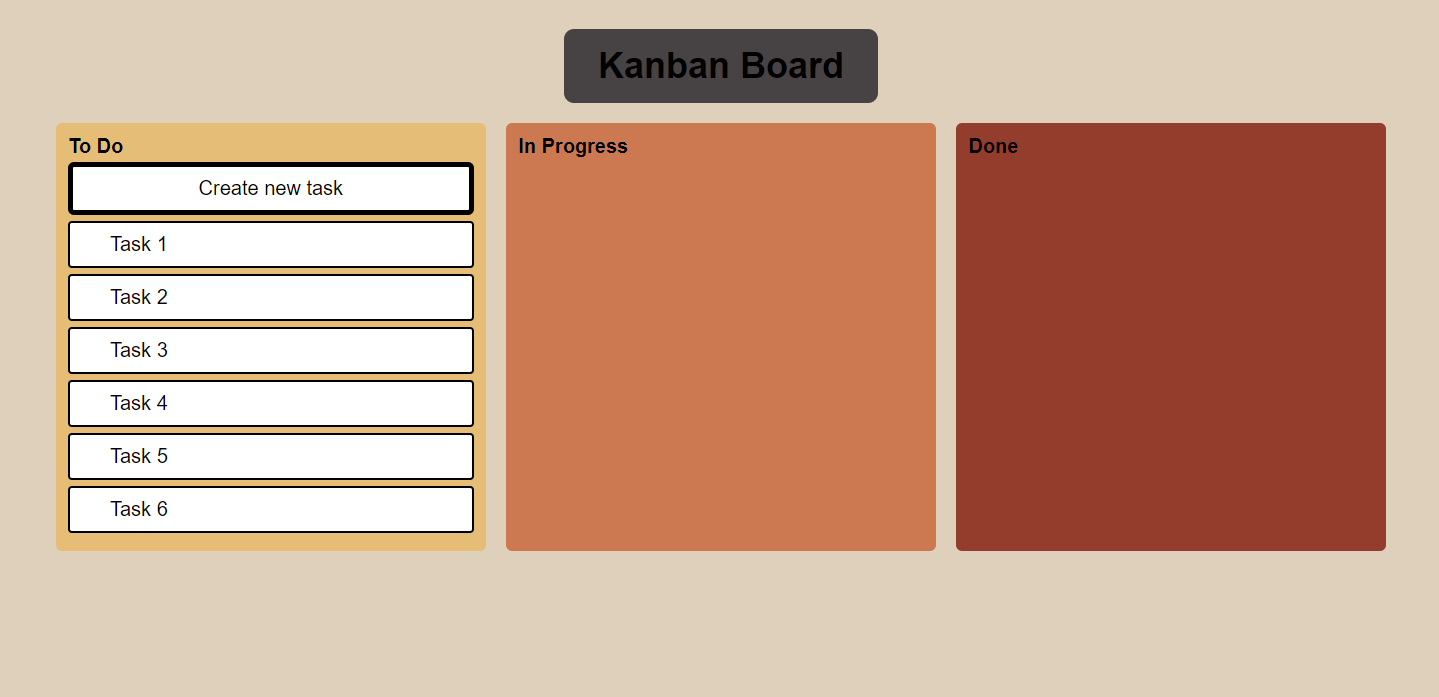 Kanban Board
To Do
Create new task
Task 1
Task 2
Task 3
Task 4
Task 5
Task 6
In Progress
Done